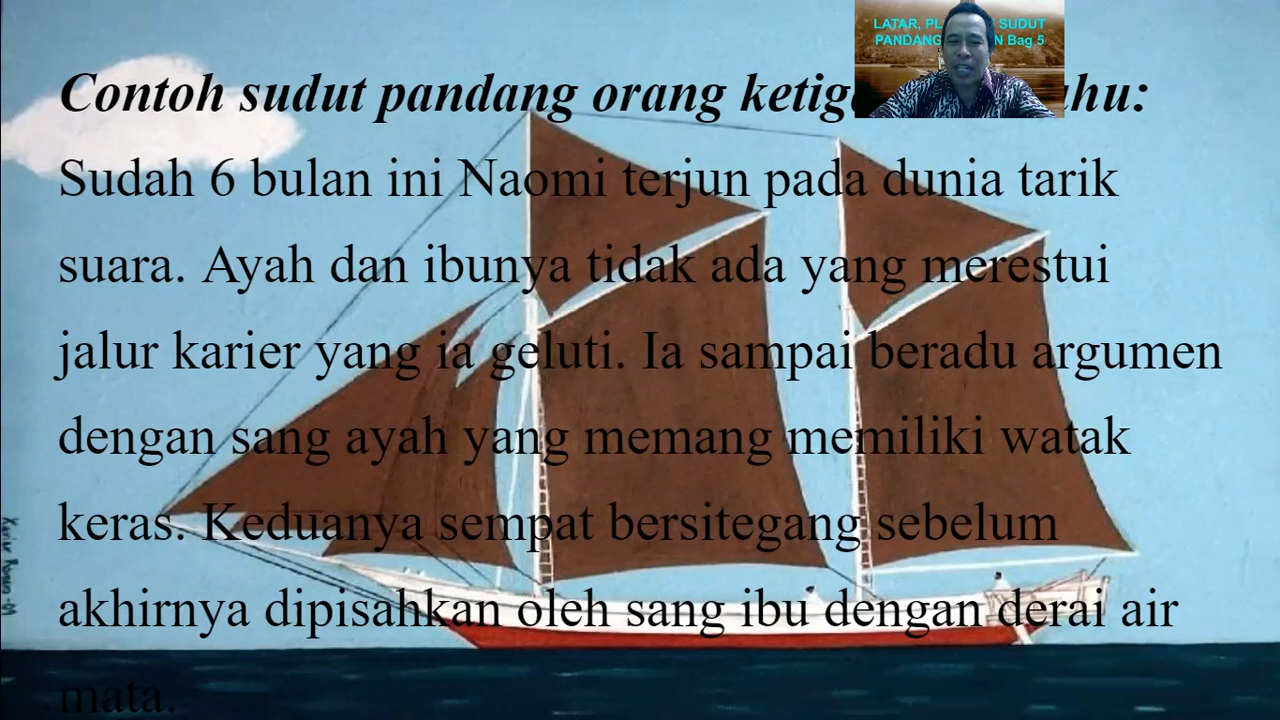 LATAR, PL SUDUT
PANDANG N Bag 5
Contoh sudut pandang orang ketig ahu:
Sudah 6 bulan ini Naomi terjun pada dunia tarik
suara. Ayah dan ibunya tidak ada yang merestui
jalur karier yang ia geluti. Ia sampai beradu argumen
dengan sang ayah yang memang memiliki watak
keras. Keduanya sempat bersitegang sebelum
akhirnya dipisahkan oleh sang ibu dengan derai air
mata.